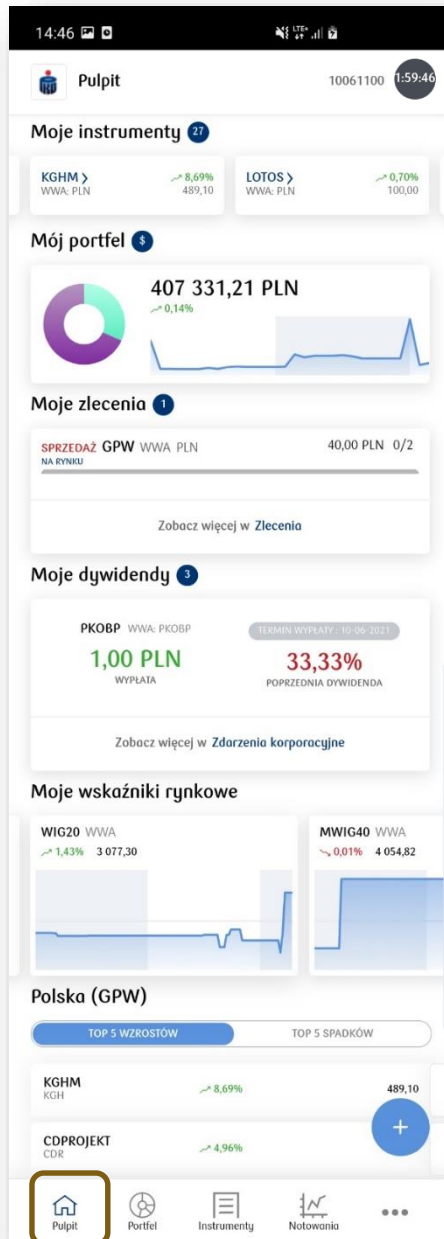 14:46 LTE+
Pulpit 10061100 1:59:46
Moje instrumenty 27
KGHM > 8,69% LOTOS > 0,70%
WWA: PLN 489,10 WWA: PLN 100,00
Mój portfel $
407 331,21 PLN
0,14%
Moje zlecenia 1
SPRZEDAŻ GPW WWA PLN 40,00 PLN 0/2
NA RYNKU
Zobacz więcej w Zlecenia
Moje dywidendy 3
PKOBP WWA: PKOBP TERMIN WYPŁATY : 10-06-2021
1,00 PLN 33,33%
WYPŁATA POPRZEDNIA DYWIDENDA
Zobacz więcej w Zdarzenia korporacyjne
Moje wskaźniki rynkowe
WIG20 WWA MWIG40 WWA
1,43% 3 077,30 0,01% 4 054,82
Polska (GPW)
TOP 5 WZROSTÓW TOP 5 SPADKÓW
KGHM 8,69% 489,10
KGH
CDPROJEKT 4,96%
CDR
+
Pulpit Portfel Instrumenty Notowania